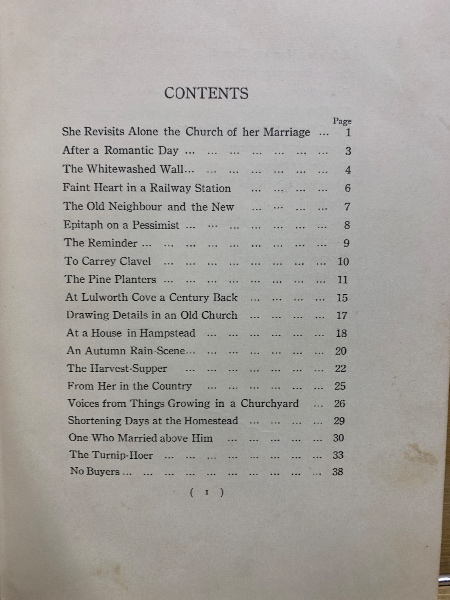 CONTENTS
Page
She Revisits Alone the Church of her Marriage ... 1
After a Romantic Day ... ... ... ... ... ... ... 3
The Whitewashed Wall... ... ... ... ... ... ... 4
Faint Heart in a Railway Station ... ... ... ... 6
The Old Neighbour and the New ... ... ... ... 7
Epitaph on a Pessimist ... ... ... ... ... ... ... 8
The Reminder ... ... ... ... ... ... ... ... ... 9
To Carrey Clavel ... ... ... ... ... ... ... ... 10
The Pine Planters ... ... ... ... ... ... ... ... 11
At Lulworth Cove a Century Back ... ... ... ... 15
Drawing Details in an Old Church ... ... ... ... 17
At a House in Hampstead ... ... ... ... ... ... 18
An Autumn Rain-Scene... ... ... ... ... ... ... 20
The Harvest-Supper ... ... ... ... ... ... ... 22
From Her in the Country ... ... ... ... ... ... 25
Voices from Things Growing in a Churchyard ... 26
Shortening Days at the Homestead ... ... ... ... 29
One Who Married above Him ... ... ... ... ... 30
The Turnip-Hoer ... ... ... ... ... ... ... ... 33
No Buyers ... ... ... ... ... ... ... ... ... ... 38
( 1 )